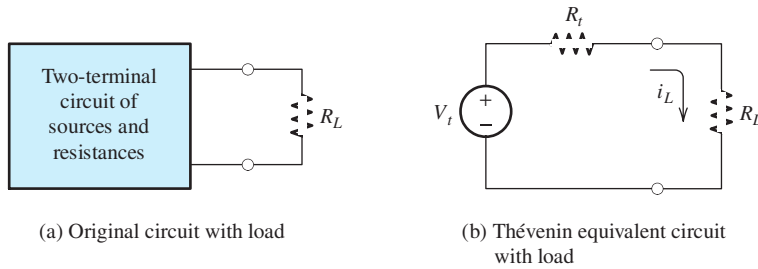 Two-terminal
circuit of
sources and
resistances
R_L
(a) Original circuit with load
R_t
V_t
+
−
i_L
R_L
(b) Thévenin equivalent circuit
with load